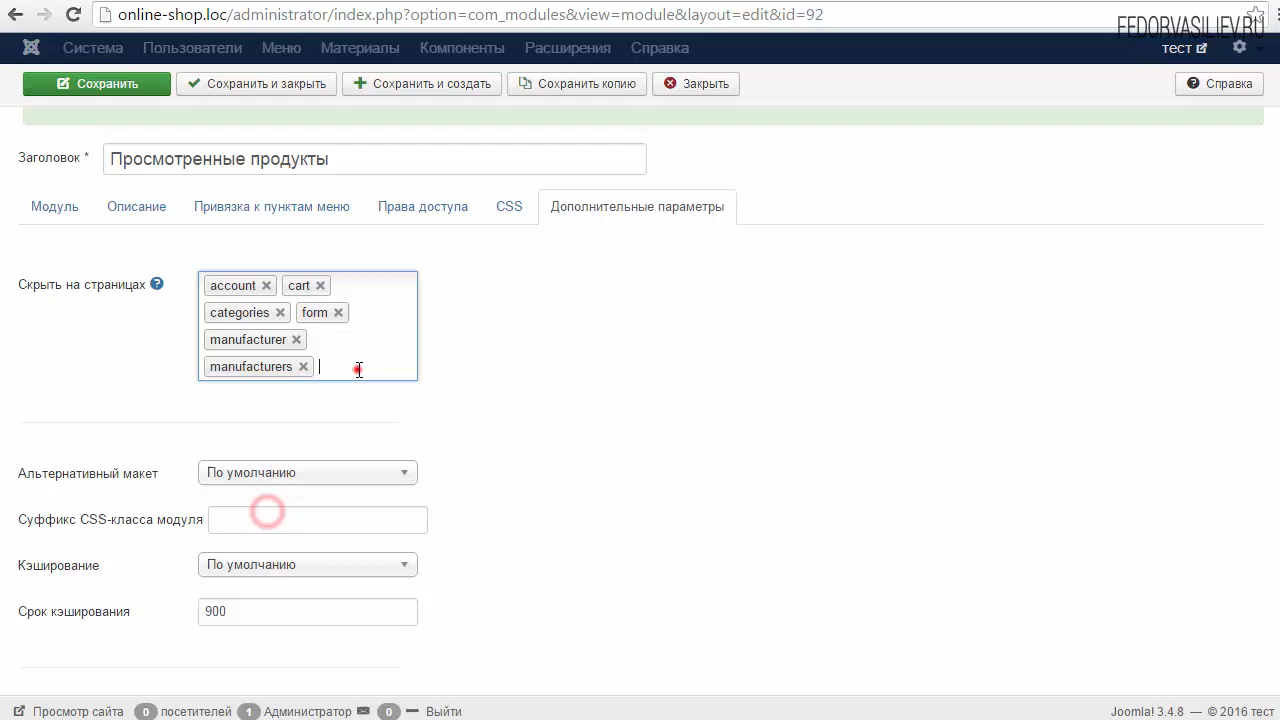 online-shop.loc/administrator/index.php?option=com_modules&view=module&layout=edit&id=92
FEDORVASILIEV.RU
Система Пользователи Меню Материалы Компоненты Расширения Справка тест
Сохранить Сохранить и закрыть Сохранить и создать Сохранить копию Закрыть Справка
Заголовок * Просмотренные продукты
Модуль Описание Привязка к пунктам меню Права доступа CSS Дополнительные параметры
Скрыть на страницах account cart
categories form
manufacturer
manufacturers
Альтернативный макет По умолчанию
Суффикс CSS-класса модуля
Кэширование По умолчанию
Срок кэширования 900
Просмотр сайта 0 посетителей 1 Администратор 0 Выйти Joomla! 3.4.8 — © 2016 тест